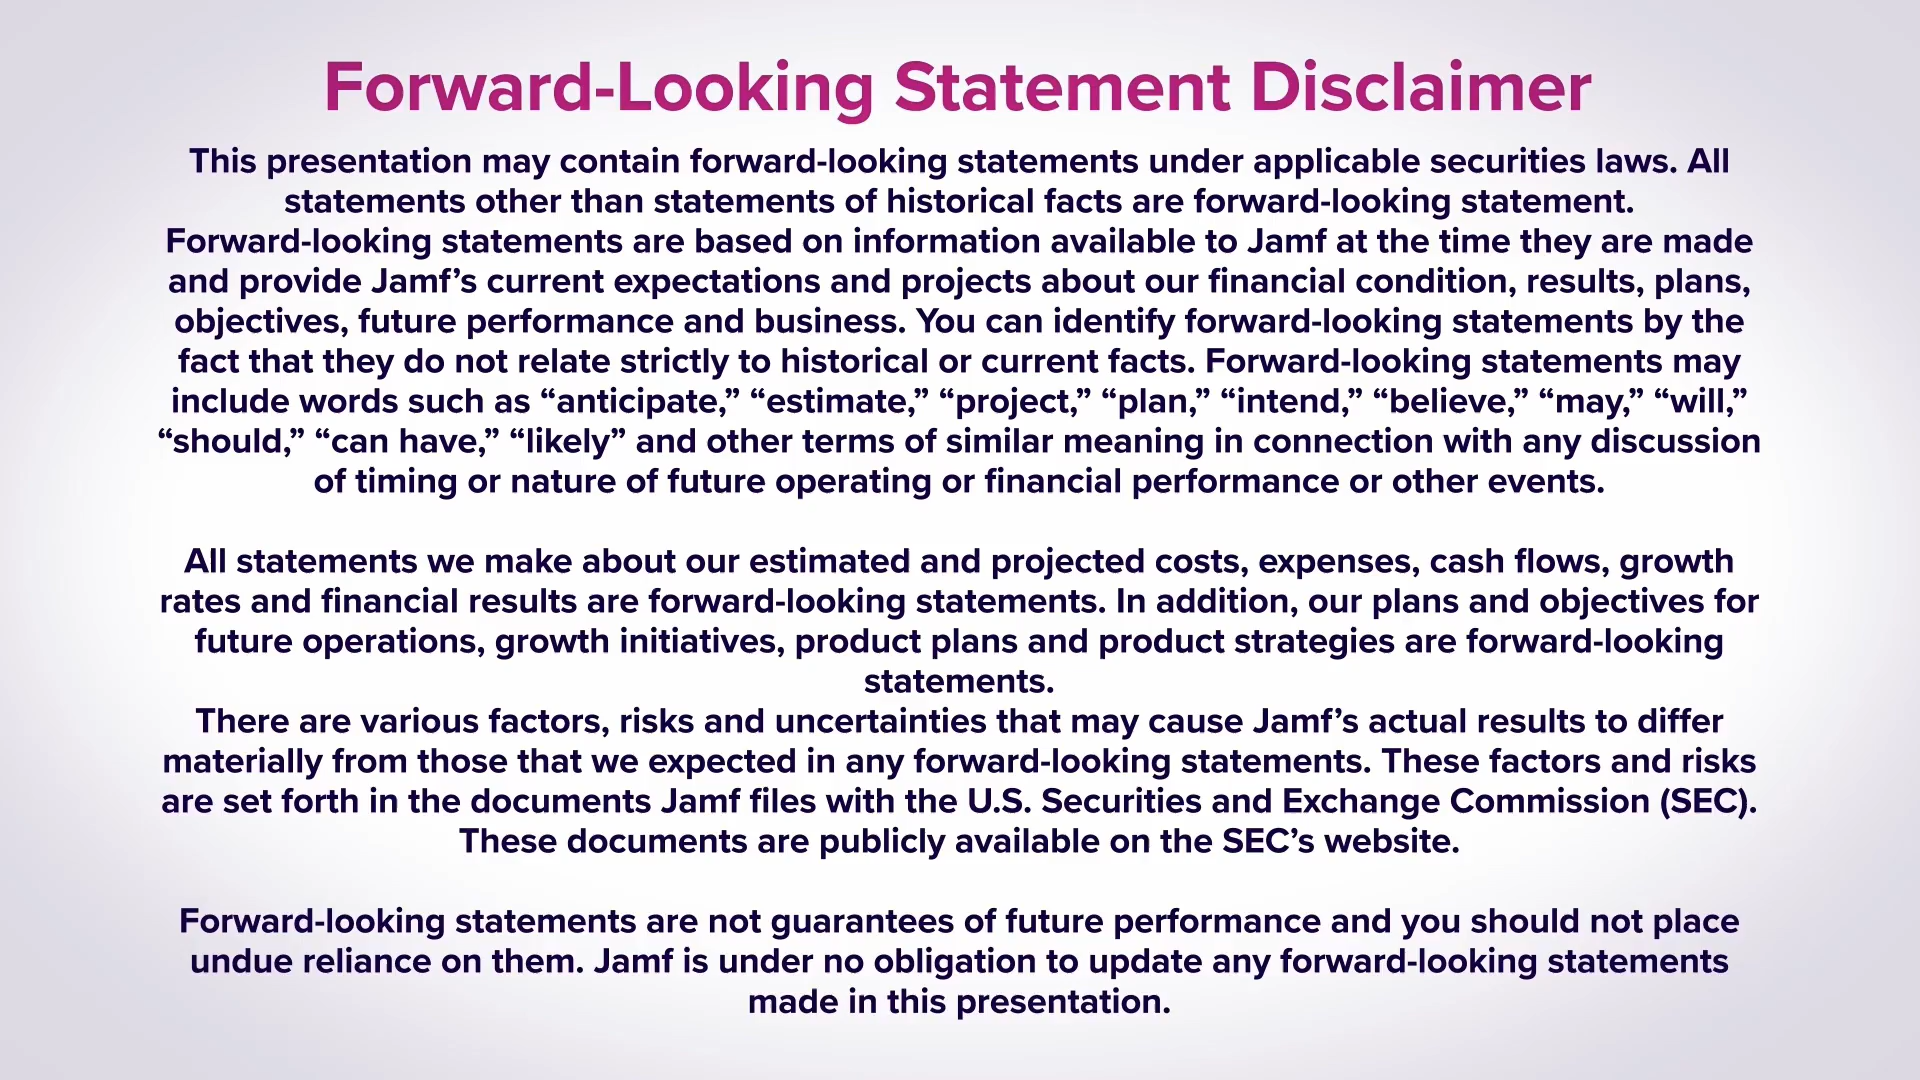 Forward-Looking Statement Disclaimer
This presentation may contain forward-looking statements under applicable securities laws. All
statements other than statements of historical facts are forward-looking statement.
Forward-looking statements are based on information available to Jamf at the time they are made
and provide Jamf’s current expectations and projects about our financial condition, results, plans,
objectives, future performance and business. You can identify forward-looking statements by the
fact that they do not relate strictly to historical or current facts. Forward-looking statements may
include words such as “anticipate,” “estimate,” “project,” “plan,” “intend,” “believe,” “may,” “will,”
“should,” “can have,” “likely” and other terms of similar meaning in connection with any discussion
of timing or nature of future operating or financial performance or other events.
All statements we make about our estimated and projected costs, expenses, cash flows, growth
rates and financial results are forward-looking statements. In addition, our plans and objectives for
future operations, growth initiatives, product plans and product strategies are forward-looking
statements.
There are various factors, risks and uncertainties that may cause Jamf’s actual results to differ
materially from those that we expected in any forward-looking statements. These factors and risks
are set forth in the documents Jamf files with the U.S. Securities and Exchange Commission (SEC).
These documents are publicly available on the SEC’s website.
Forward-looking statements are not guarantees of future performance and you should not place
undue reliance on them. Jamf is under no obligation to update any forward-looking statements
made in this presentation.